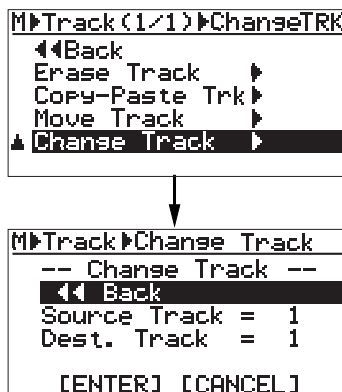 M▶Track(1/1)▶ChangeTRK
◀◀Back
Erase Track ▶
Copy-Paste Trk▶
Move Track ▶
▲ Change Track ▶
M▶Track▶Change Track
-- Change Track --
◀◀ Back
Source Track = 1
Dest. Track = 1
[ENTER] [CANCEL]